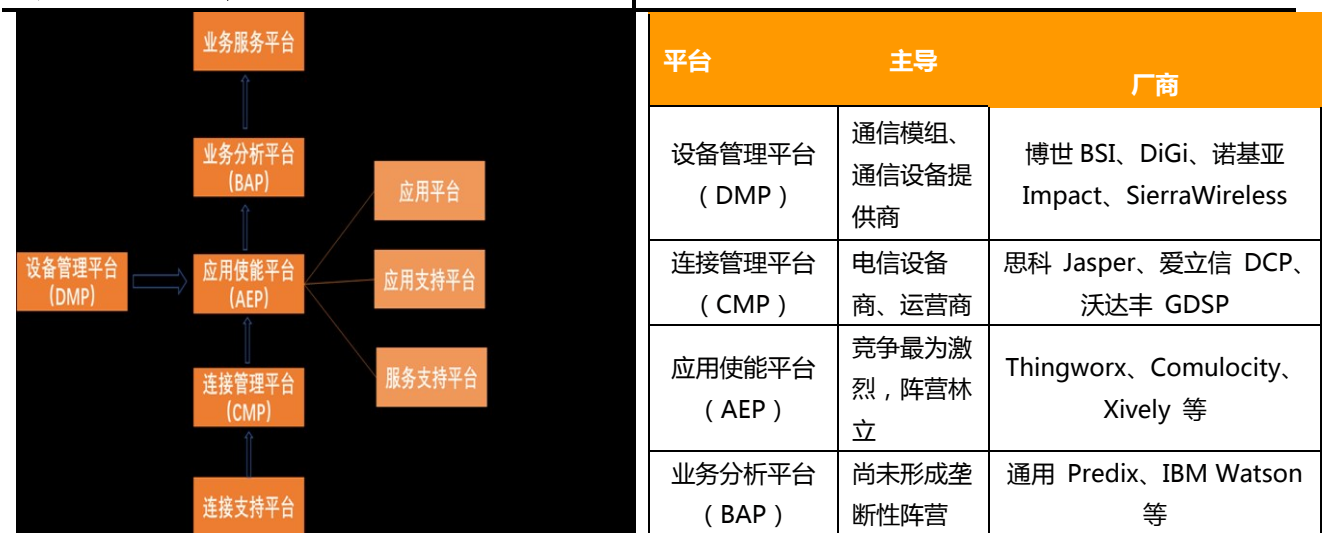 业务服务平台
业务分析平台
(BAP)
应用平台
设备管理平台
(DMP)
应用使能平台
(AEP)
应用支持平台
连接管理平台
(CMP)
服务支持平台
连接支持平台
平台
主导
厂商
设备管理平台
（DMP）
通信模组、
通信设备提
供商
博世 BSI、DiGi、诺基亚
Impact、SierraWireless
连接管理平台
（CMP）
电信设备
商、运营商
思科 Jasper、爱立信 DCP、
沃达丰 GDSP
应用使能平台
（AEP）
竞争最为激
烈，阵营林
立
Thingworx、Comulocity、
Xively 等
业务分析平台
（BAP）
尚未形成垄
断性阵营
通用 Predix、IBM Watson
等